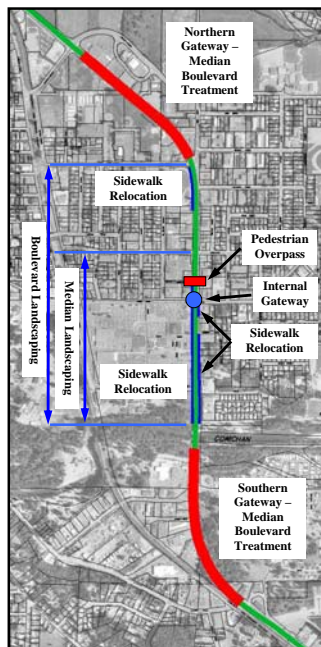 Northern
Gateway –
Median
Boulevard
Treatment
Sidewalk
Relocation
Boulevard Landscaping
Median Landscaping
Pedestrian
Overpass
Internal
Gateway
Sidewalk
Relocation
Sidewalk
Relocation
COWICHAN
Southern
Gateway –
Median
Boulevard
Treatment